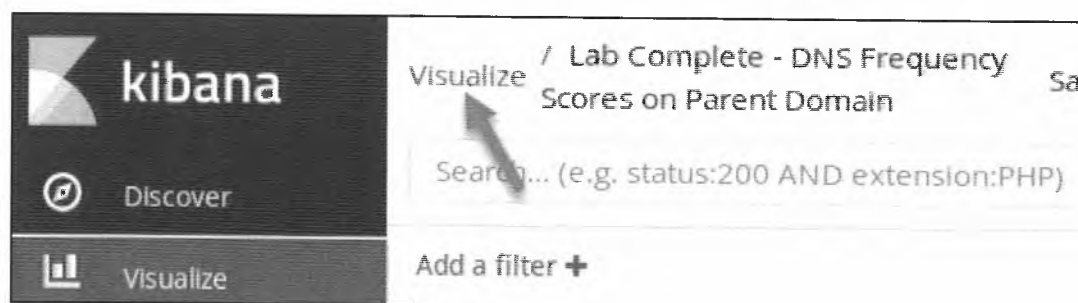 kibana
Discover
Visualize
Visualize / Lab Complete - DNS Frequency
Scores on Parent Domain
Sa
Search... (e.g. status:200 AND extension:PHP)
Add a filter +